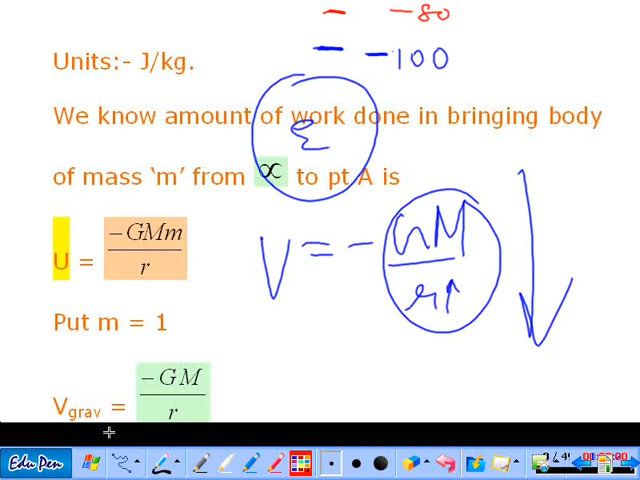 - -80
Units:- J/kg. - -100
We know amount of work done in bringing body
of mass 'm' from ∞ to pt A is
V = - GM/r
U = -GMm/r
Put m = 1
V_grav = -GM/r
Edu Pen